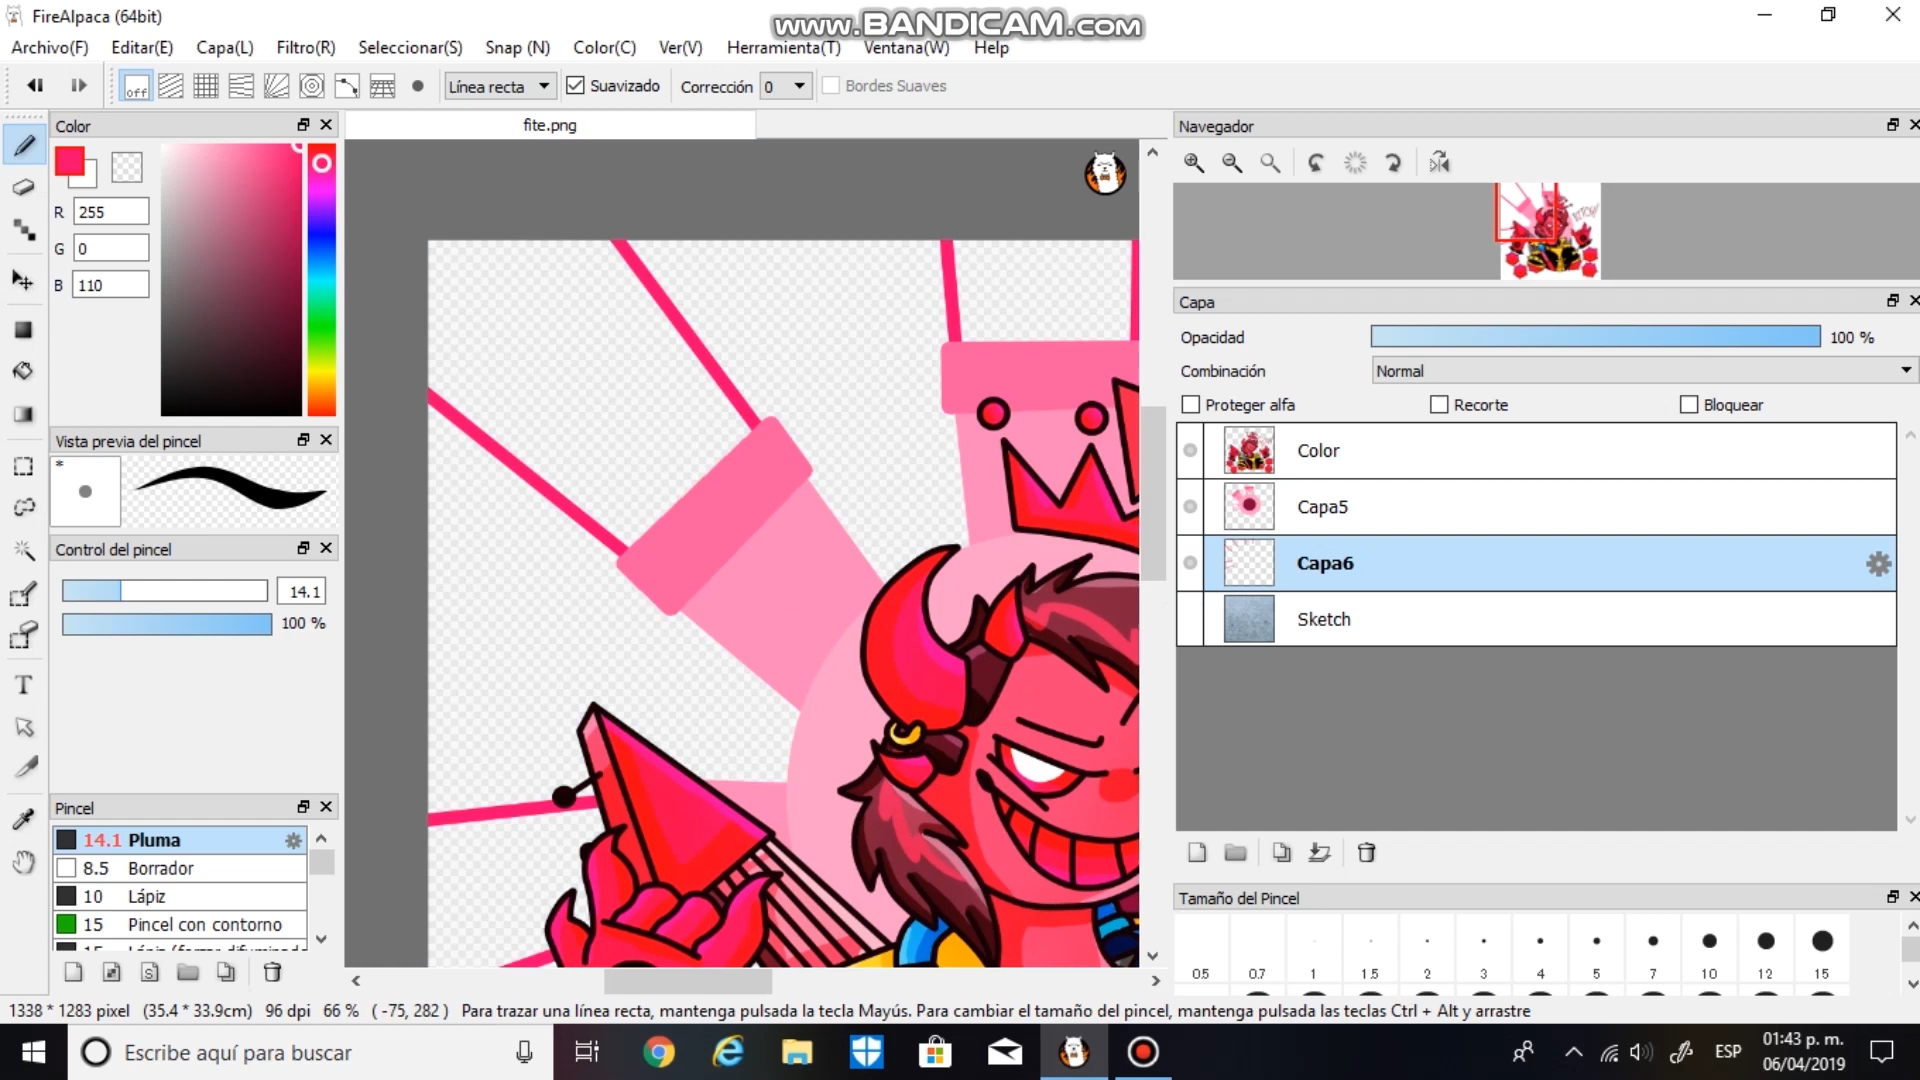 FireAlpaca (64bit)
www.BANDICAM.com
Archivo(F) Editar(E) Capa(L) Filtro(R) Seleccionar(S) Snap (N) Color(C) Ver(V) Herramienta(T) Ventana(W) Help
off Línea recta Suavizado Corrección 0 Bordes Suaves
Color
fite.png
Navegador
R 255
G 0
B 110
Capa
Opacidad 100 %
Combinación Normal
Proteger alfa Recorte Bloquear
Vista previa del pincel
*
Color
Capa5
Control del pincel
Capa6
14.1
100 %
Sketch
T
Pincel
14.1 Pluma
8.5 Borrador
10 Lápiz
15 Pincel con contorno
Tamaño del Pincel
0.5 0.7 1 1.5 2 3 4 5 7 10 12 15
1338 * 1283 pixel (35.4 * 33.9cm) 96 dpi 66 % ( -75, 282 ) Para trazar una línea recta, mantenga pulsada la tecla Mayús. Para cambiar el tamaño del pincel, mantenga pulsada las teclas Ctrl + Alt y arrastre
Escribe aquí para buscar
ESP
01:43 p. m.
06/04/2019